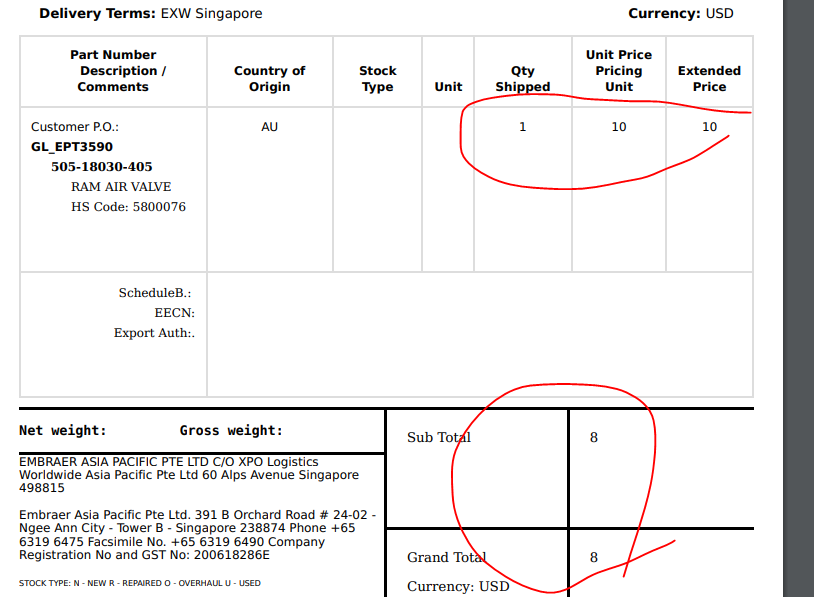 Delivery Terms: EXW Singapore
Currency: USD
Part Number
Description /
Comments
Country of
Origin
Stock
Type
Unit
Qty
Shipped
Unit Price
Pricing
Unit
Extended
Price
Customer P.O.:
GL_EPT3590
505-18030-405
RAM AIR VALVE
HS Code: 5800076
AU
1
10
10
ScheduleB.:
EECN:
Export Auth:.
Net weight:
Gross weight:
EMBRAER ASIA PACIFIC PTE LTD C/O XPO Logistics
Worldwide Asia Pacific Pte Ltd 60 Alps Avenue Singapore
498815
Embraer Asia Pacific Pte Ltd. 391 B Orchard Road # 24-02 -
Ngee Ann City - Tower B - Singapore 238874 Phone +65
6319 6475 Facsimile No. +65 6319 6490 Company
Registration No and GST No: 200618286E
STOCK TYPE: N - NEW R - REPAIRED O - OVERHAUL U - USED
Sub Total
8
Grand Total
8
Currency: USD